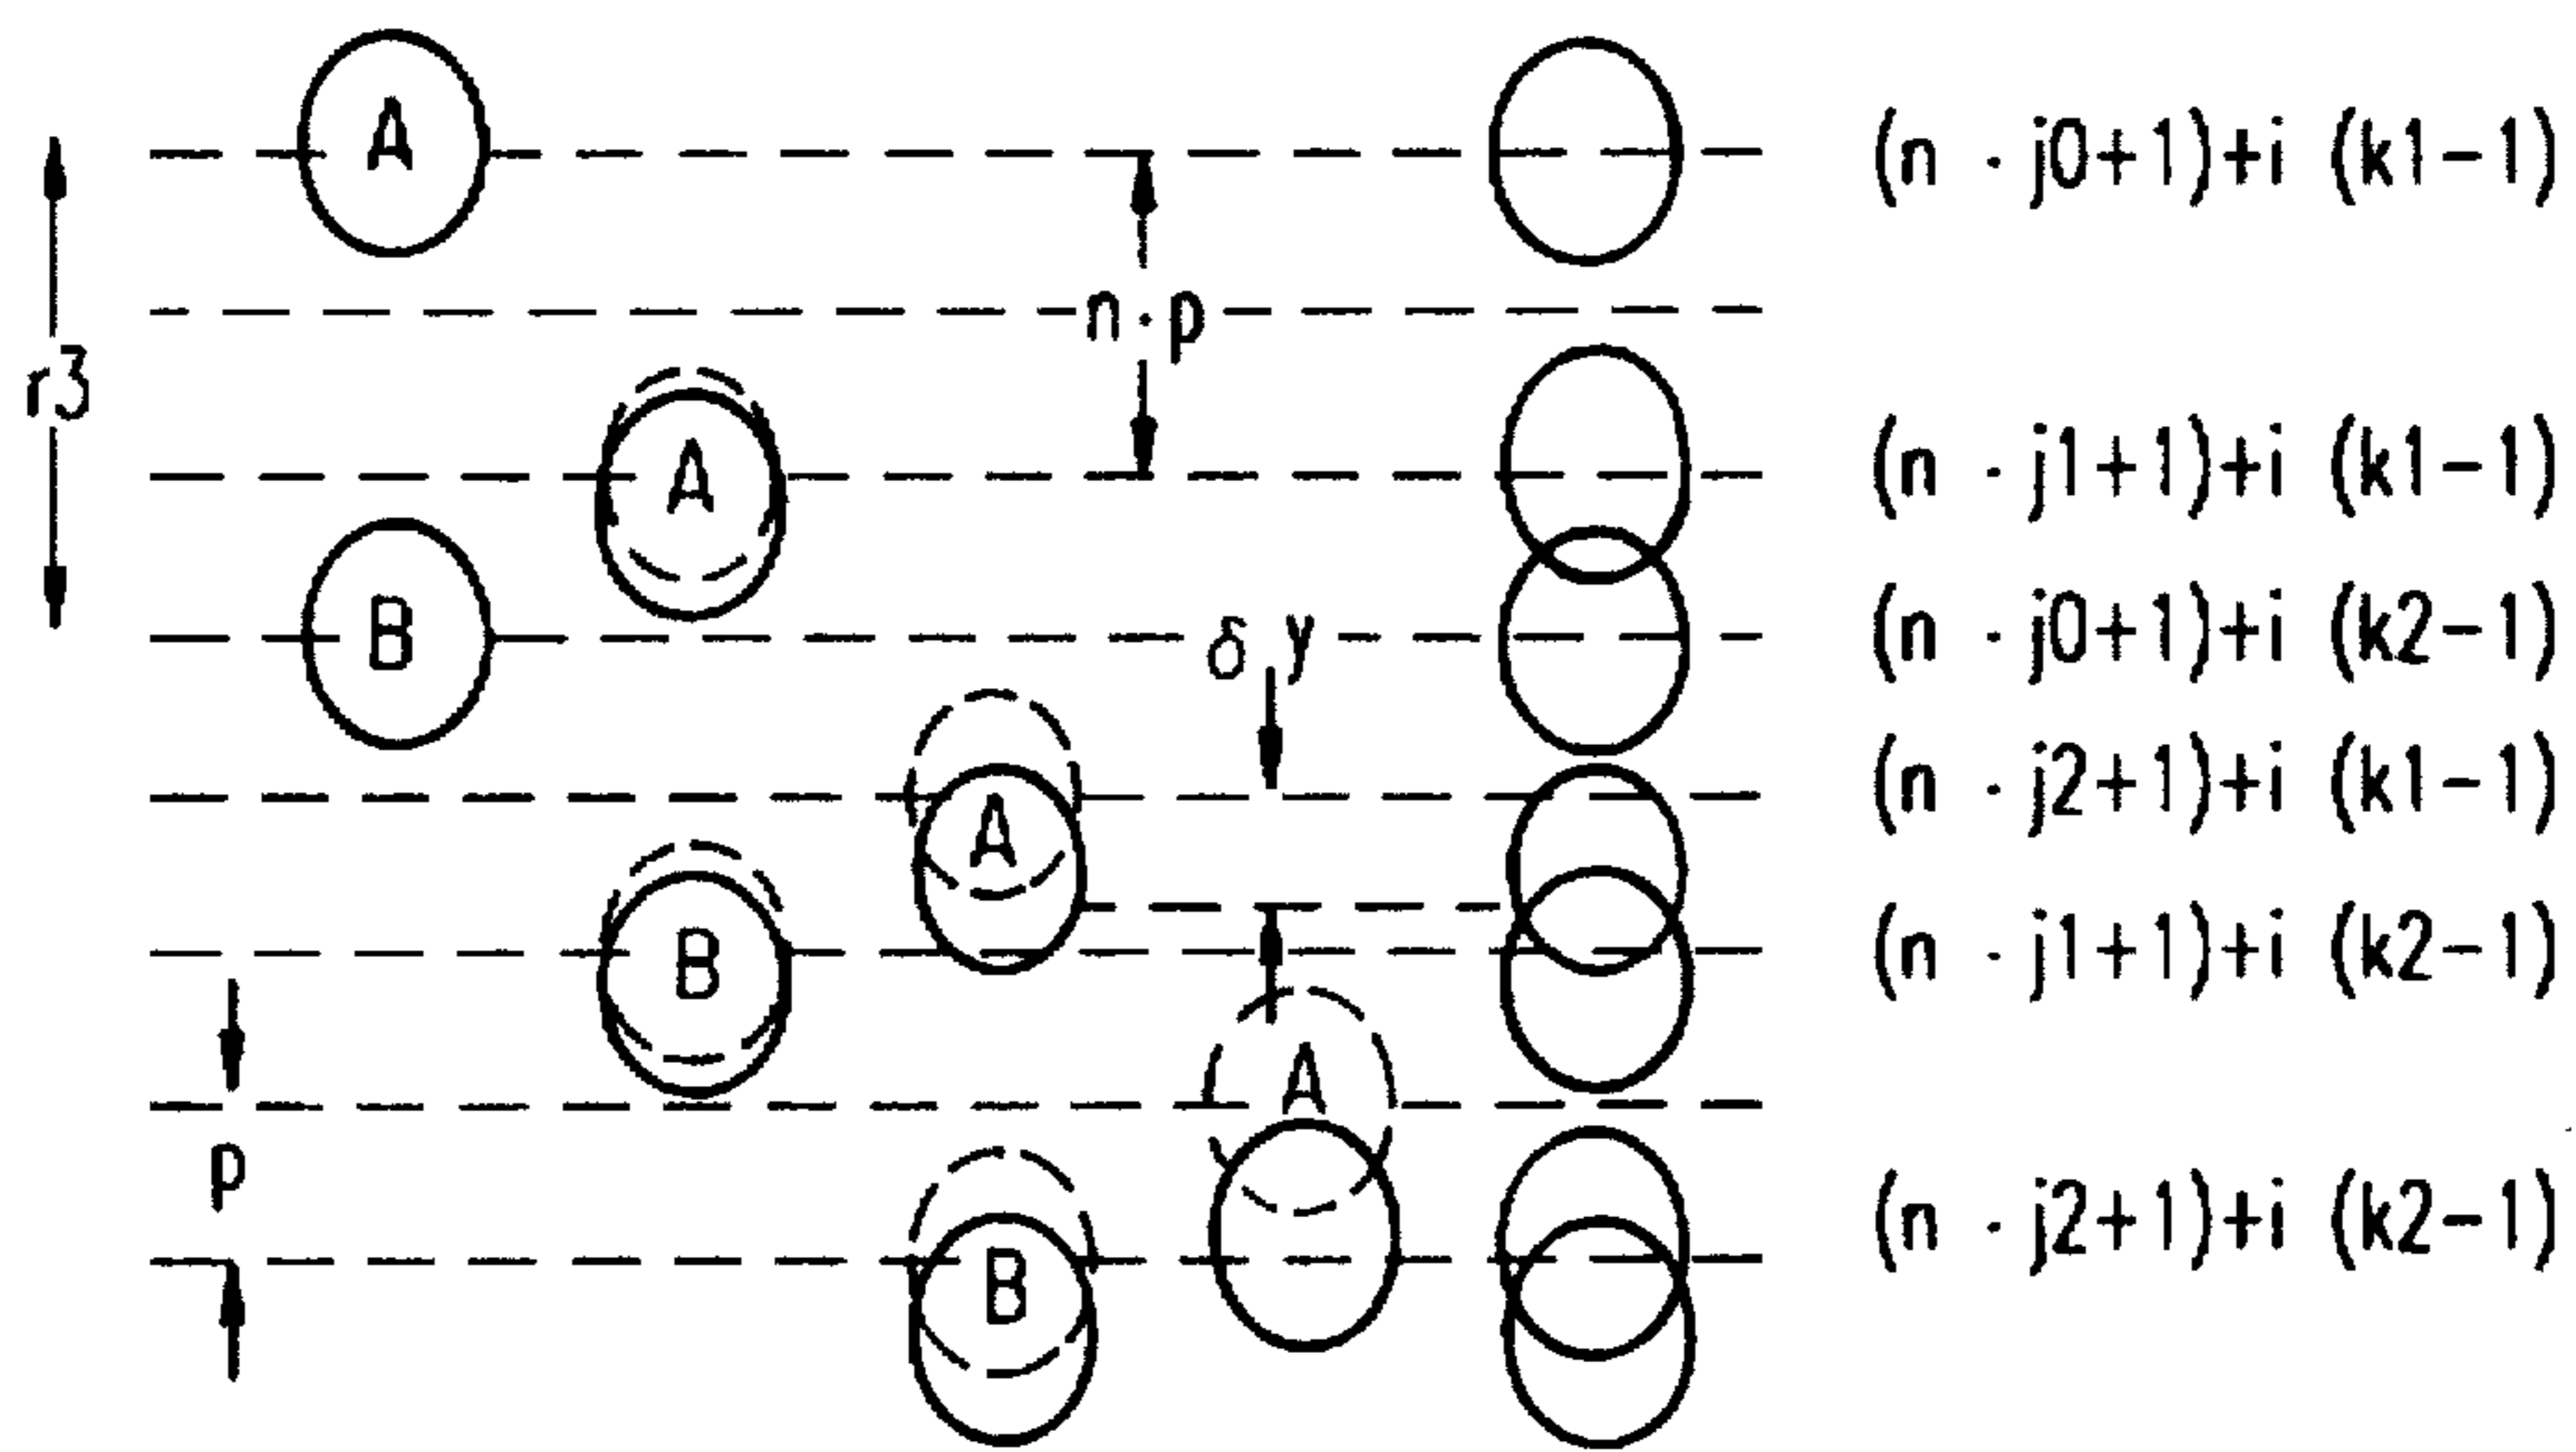 A (n · j0+1)+i (k1-1)
n·p
r3
A (n · j1+1)+i (k1-1)
B δ y (n · j0+1)+i (k2-1)
A (n · j2+1)+i (k1-1)
B (n · j1+1)+i (k2-1)
A
p
B (n · j2+1)+i (k2-1)